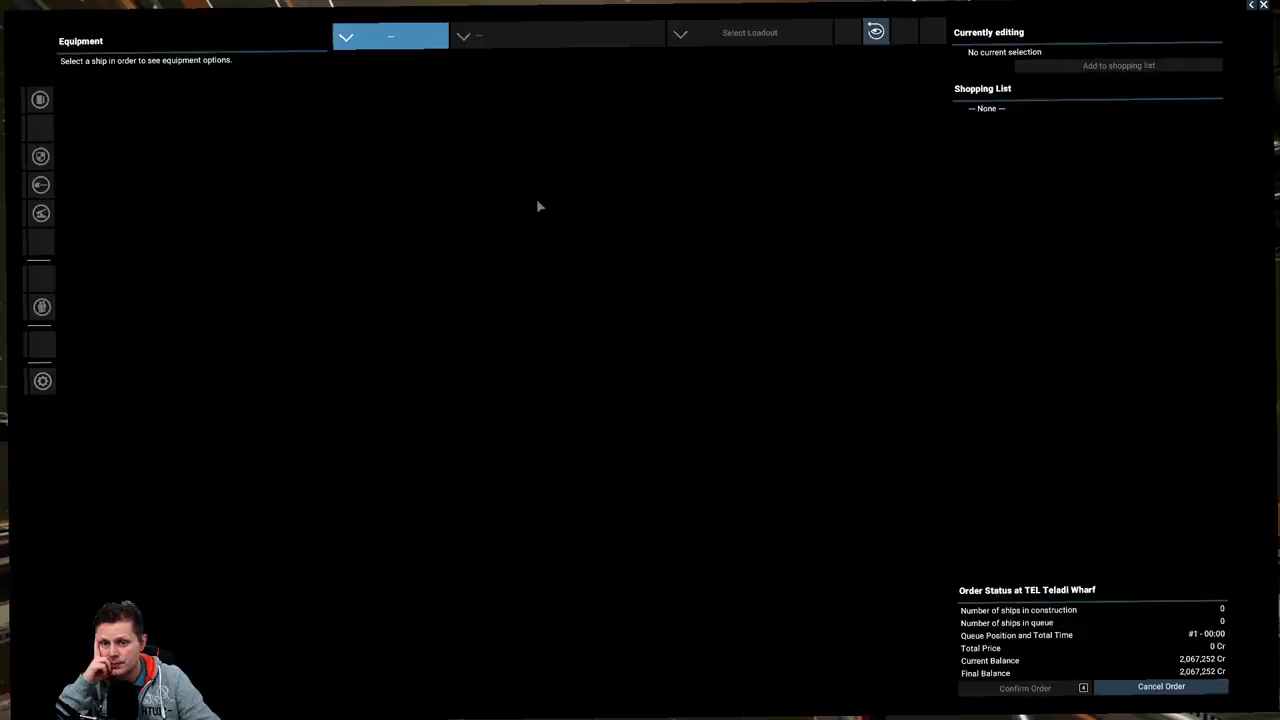 Equipment
Select a ship in order to see equipment options.
--
--
Select Loadout
Currently editing
No current selection
Add to shopping list
Shopping List
-- None --
Order Status at TEL Teladi Wharf
Number of ships in construction 0
Number of ships in queue 0
Queue Position and Total Time #1 - 00:00
Total Price 0 Cr
Current Balance 2,067,252 Cr
Final Balance 2,067,252 Cr
Confirm Order
Cancel Order